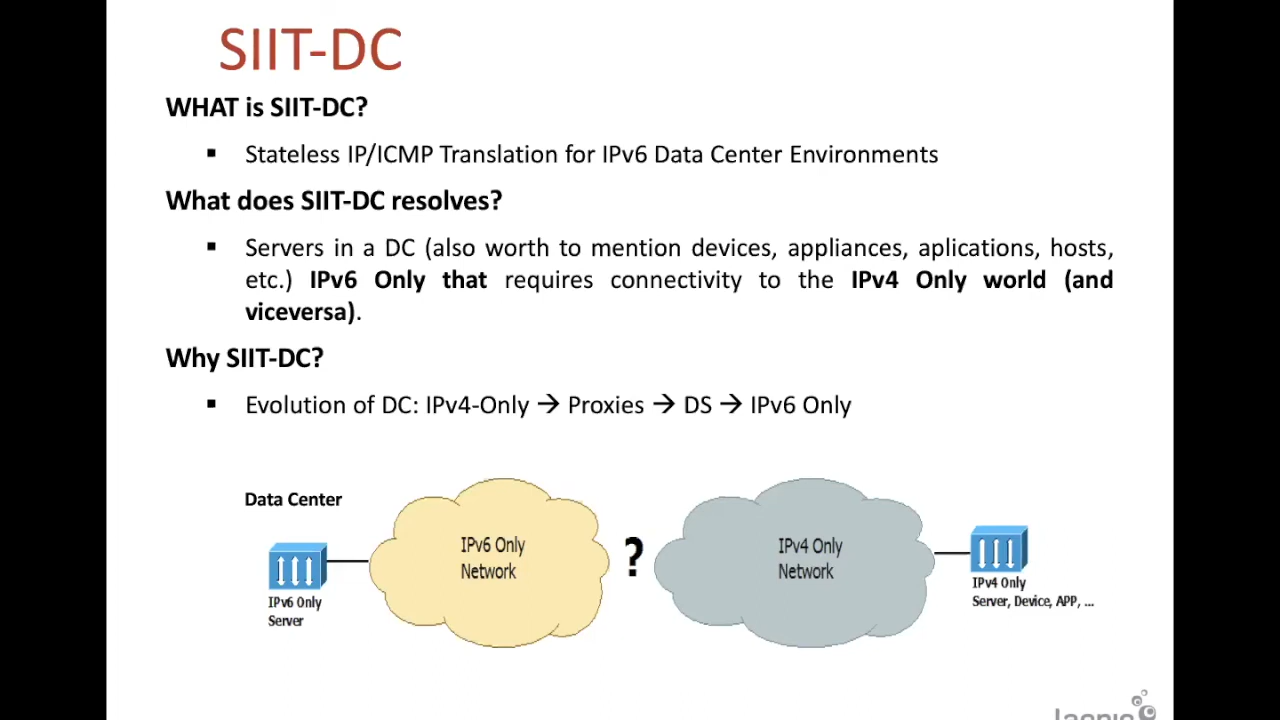 SIIT-DC
WHAT is SIIT-DC?
▪ Stateless IP/ICMP Translation for IPv6 Data Center Environments
What does SIIT-DC resolves?
▪ Servers in a DC (also worth to mention devices, appliances, aplications, hosts,
etc.) IPv6 Only that requires connectivity to the IPv4 Only world (and
viceversa).
Why SIIT-DC?
▪ Evolution of DC: IPv4-Only → Proxies → DS → IPv6 Only
Data Center
IPv6 Only
Network
?
IPv4 Only
Network
IPv6 Only
Server
IPv4 Only
Server, Device, APP, ...